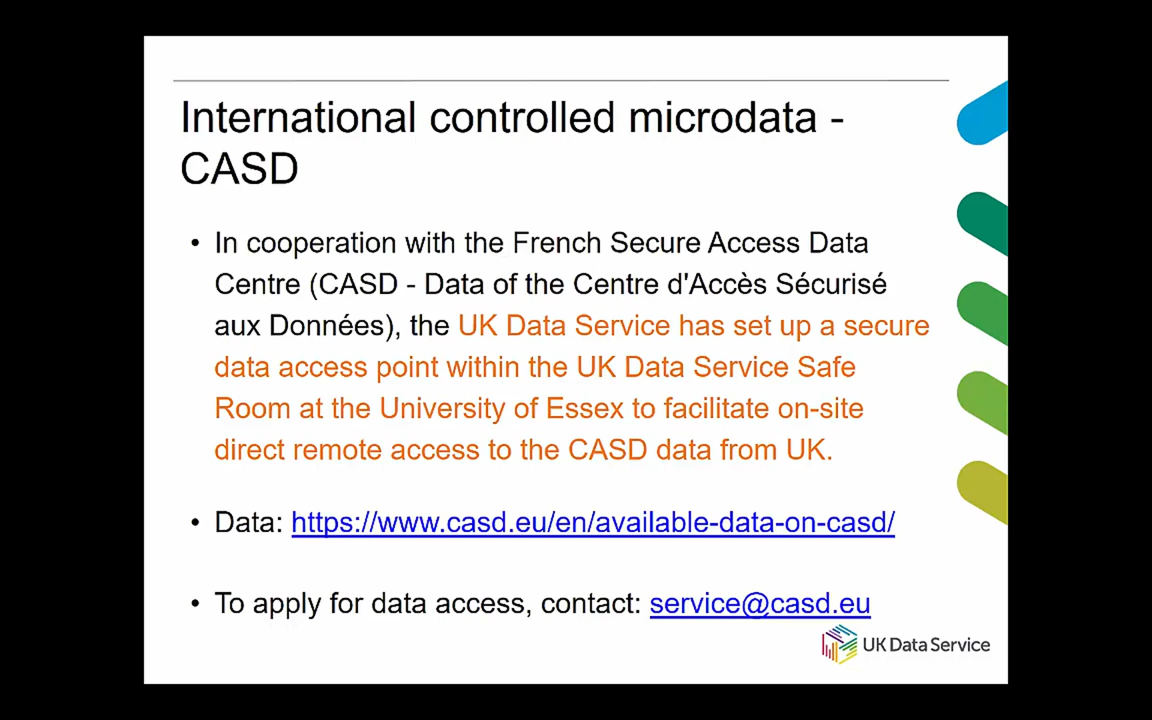 International controlled microdata -
CASD
• In cooperation with the French Secure Access Data
Centre (CASD - Data of the Centre d'Accès Sécurisé
aux Données), the UK Data Service has set up a secure
data access point within the UK Data Service Safe
Room at the University of Essex to facilitate on-site
direct remote access to the CASD data from UK.
• Data: https://www.casd.eu/en/available-data-on-casd/
• To apply for data access, contact: service@casd.eu
UK Data Service